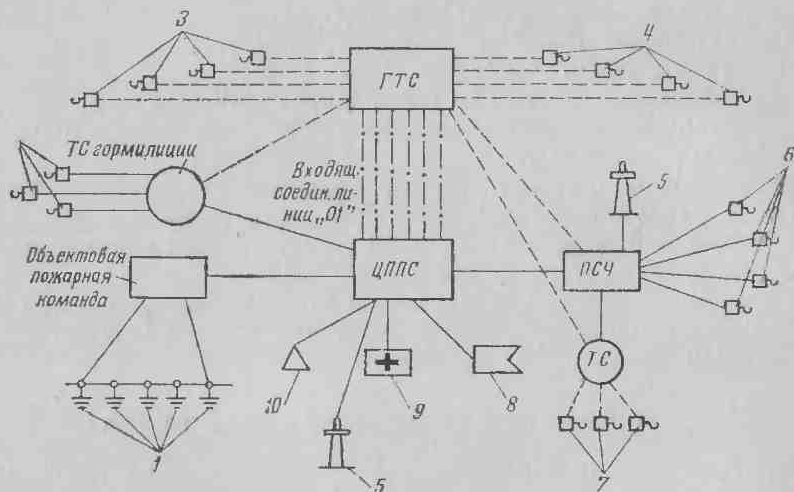 3
4
ГТС
ТС гормилиции
Входящ.
соедин. ли-
нии „01"
5
6
Объектовая
пожарная
команда
ЦППС
ПСЧ
ТС
10
9
8
1
5
7